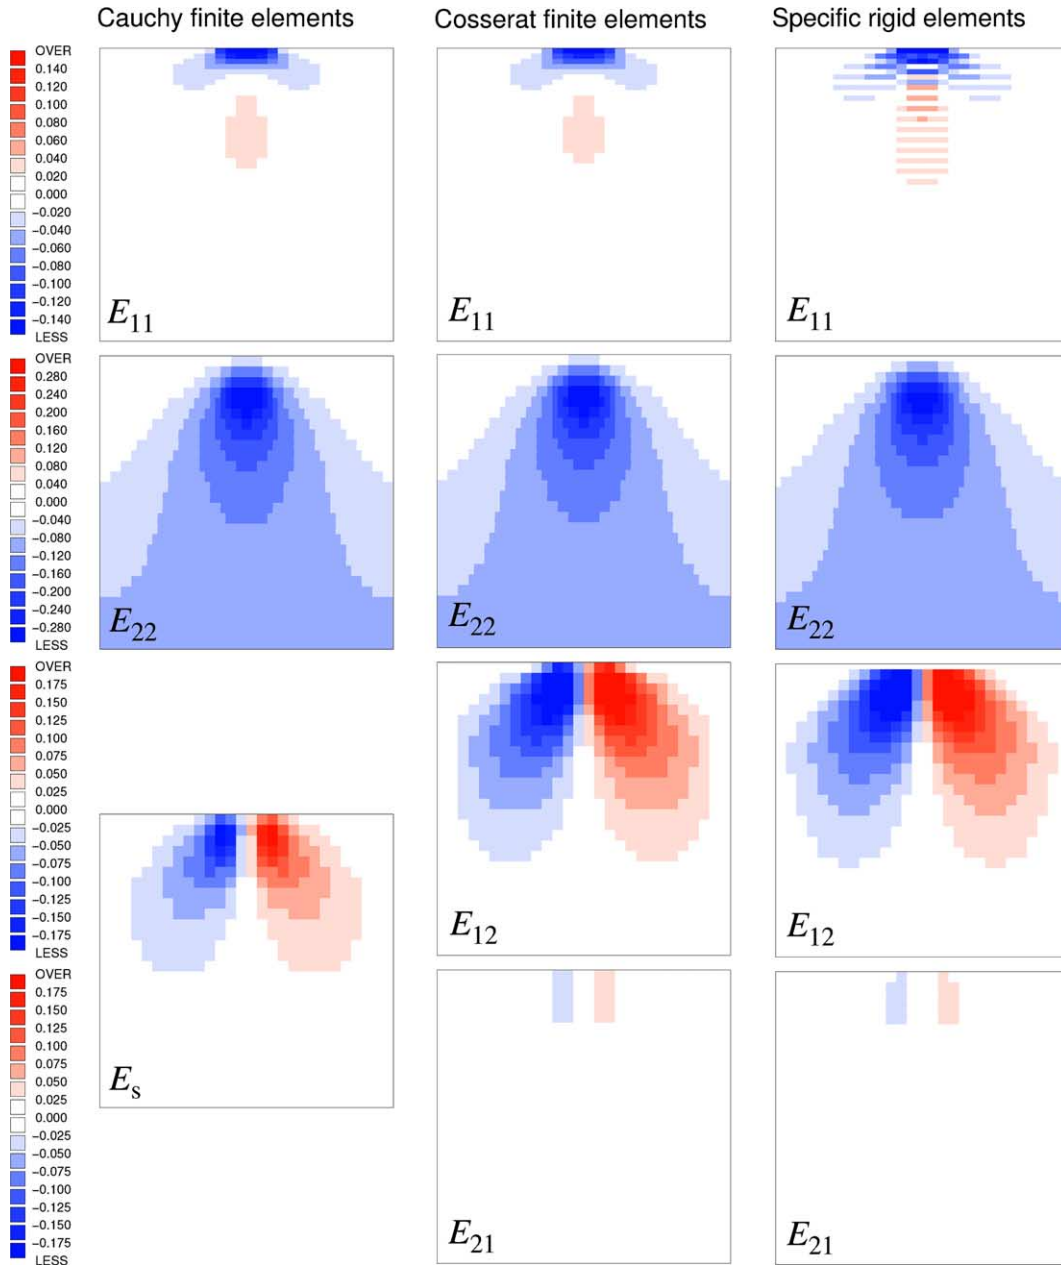 Cauchy finite elements
Cosserat finite elements
Specific rigid elements
OVER
0.140
0.120
0.100
0.080
0.060
0.040
0.020
0.000
−0.020
−0.040
−0.060
−0.080
−0.100
−0.120
−0.140
LESS
E11
E11
E11
OVER
0.280
0.240
0.200
0.160
0.120
0.080
0.040
0.000
−0.040
−0.080
−0.120
−0.160
−0.200
−0.240
−0.280
LESS
E22
E22
E22
OVER
0.175
0.150
0.125
0.100
0.075
0.050
0.025
0.000
−0.025
−0.050
−0.075
−0.100
−0.125
−0.150
−0.175
LESS
Es
E12
E12
OVER
0.175
0.150
0.125
0.100
0.075
0.050
0.025
0.000
−0.025
−0.050
−0.075
−0.100
−0.125
−0.150
−0.175
LESS
E21
E21